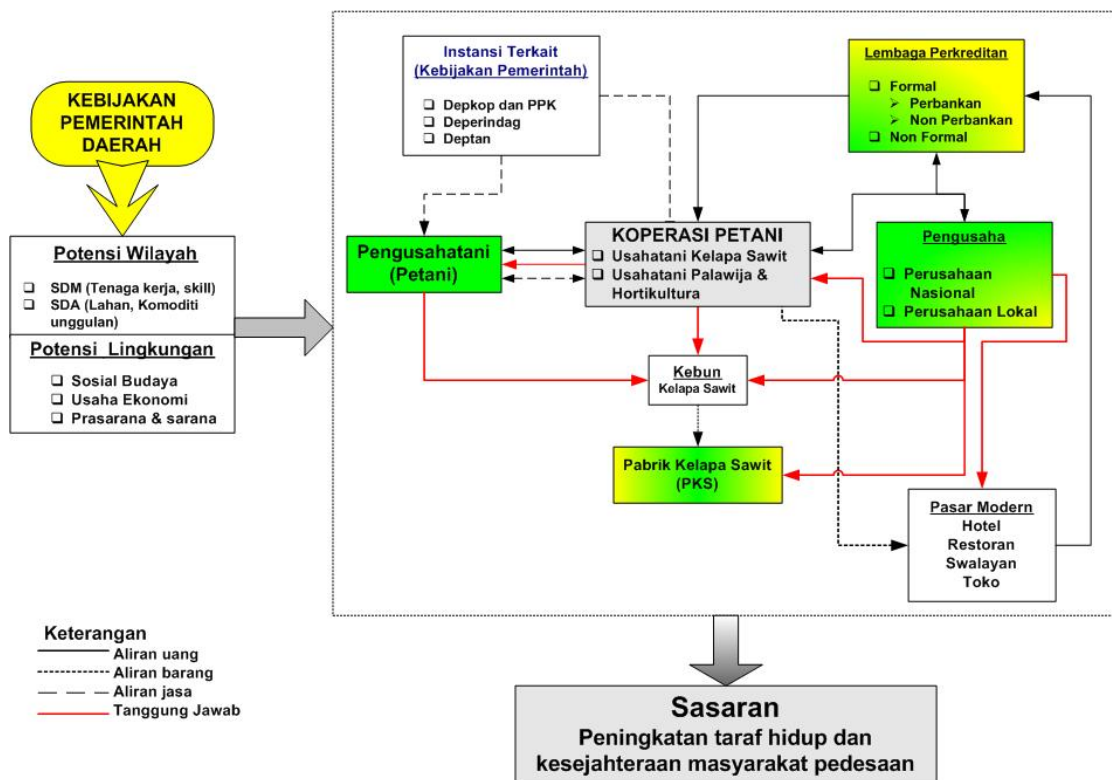 KEBIJAKAN
PEMERINTAH
DAERAH
Potensi Wilayah
SDM (Tenaga kerja, skill)
SDA (Lahan, Komoditi
unggulan)
Potensi Lingkungan
Sosial Budaya
Usaha Ekonomi
Prasarana & sarana
Instansi Terkait
(Kebijakan Pemerintah)
Depkop dan PPK
Deperindag
Deptan
Lembaga Perkreditan
Formal
Perbankan
Non Perbankan
Non Formal
Pengusahatani
(Petani)
KOPERASI PETANI
Usahatani Kelapa Sawit
Usahatani Palawija &
Hortikultura
Pengusaha
Perusahaan
Nasional
Perusahaan Lokal
Kebun
Kelapa Sawit
Pabrik Kelapa Sawit
(PKS)
Pasar Modern
Hotel
Restoran
Swalayan
Toko
Keterangan
Aliran uang
Aliran barang
Aliran jasa
Tanggung Jawab
Sasaran
Peningkatan taraf hidup dan
kesejahteraan masyarakat pedesaan